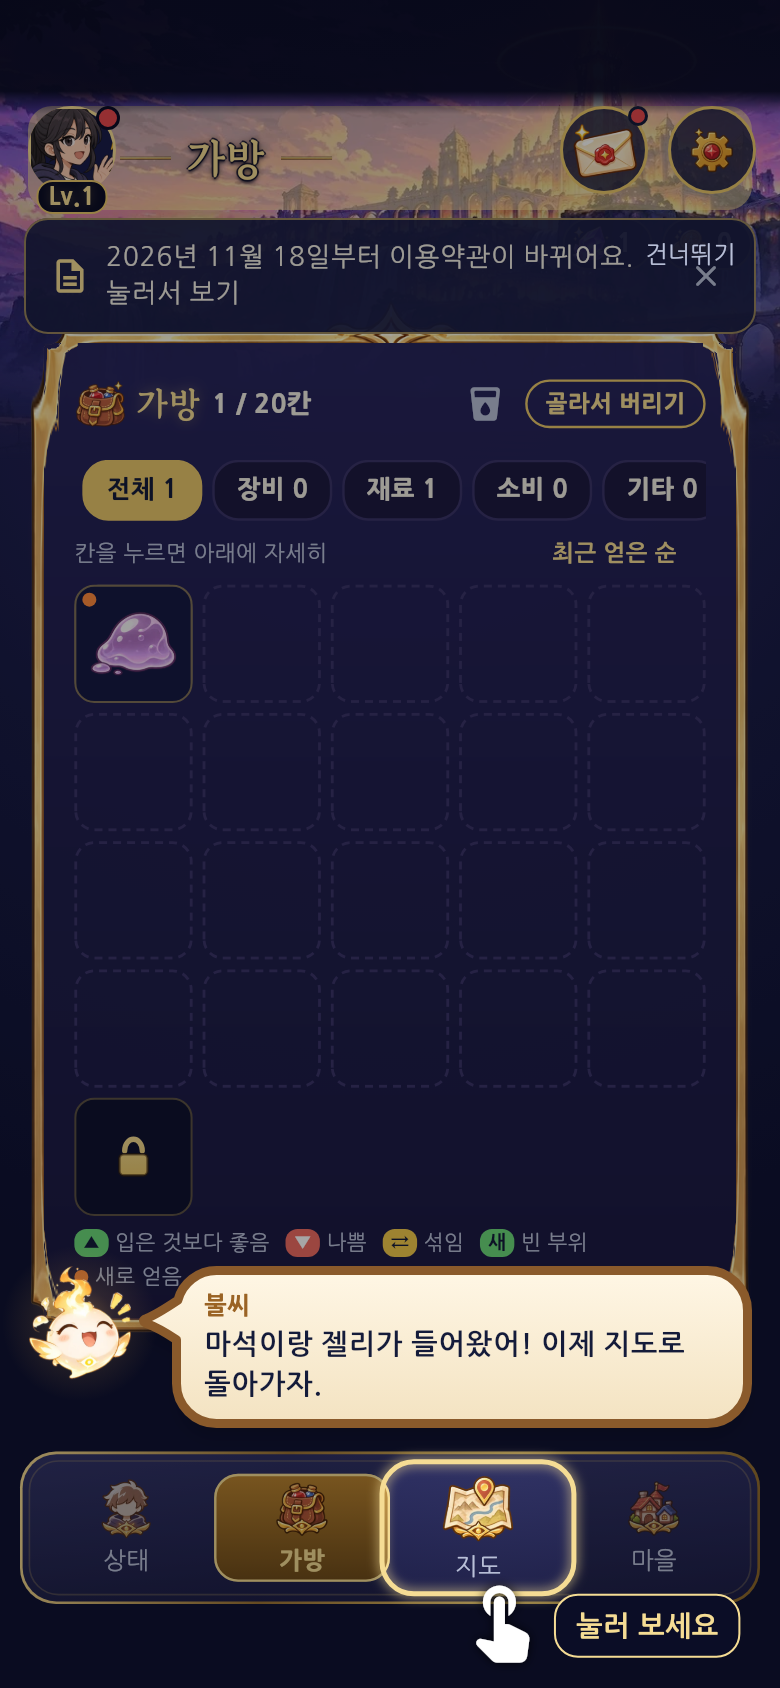 가방
Lv.1
2026년 11월 18일부터 이용약관이 바뀌어요.
눌러서 보기
건너뛰기
가방 1 / 20칸
골라서 버리기
전체 1 장비 0 재료 1 소비 0 기타 0
칸을 누르면 아래에 자세히
최근 얻은 순
입은 것보다 좋음 나쁨 섞임 새 빈 부위
새로 얻음
불씨
마석이랑 젤리가 들어왔어! 이제 지도로
돌아가자.
상태 가방 지도 마을
눌러 보세요